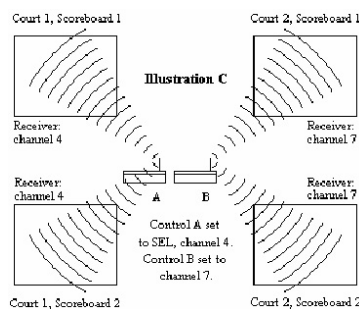 Court 1, Scoreboard 1
Court 2, Scoreboard 1
Illustration C
Receiver:
channel 4
Receiver:
channel 7
Receiver:
channel 4
Receiver:
channel 7
A
B
Control A set
to SEL, channel 4.
Control B set to
channel 7.
Court 1, Scoreboard 2
Court 2, Scoreboard 2